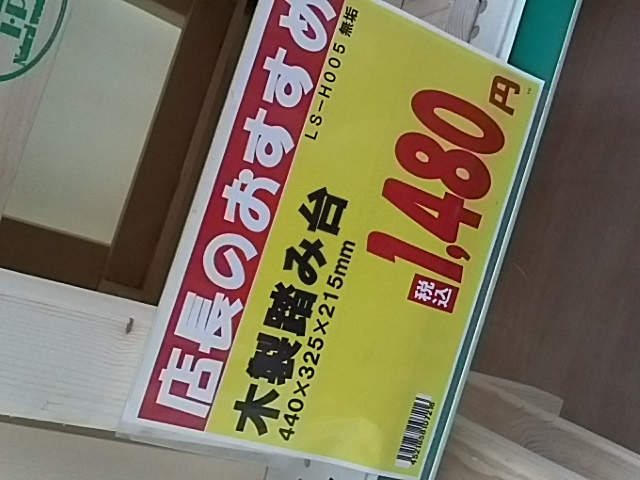 店長のおすすめ
LS-H005 無垢
木製踏み台
440×325×215mm
税込
1,480円